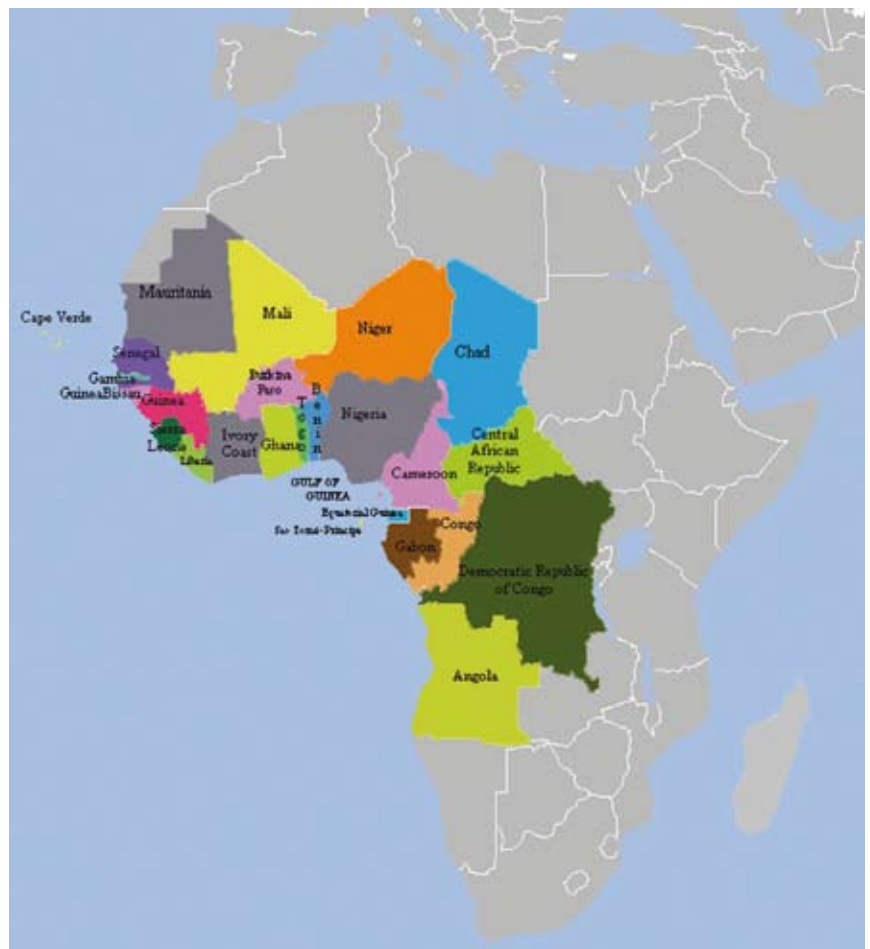 Mauritania
Cape Verde
Mali
Niger
Chad
Senegal
Gambia
GuineaBissau
Guinea
Burkina
Faso
Benin
Togo
Nigeria
Sierra
Leone
Liberia
Ivory
Coast
Ghana
Central
African
Republic
Cameroon
GULF OF
GUINEA
Equatorial Guinea
Sao Tome-Principe
Congo
Gabon
Democratic Republic
of Congo
Angola